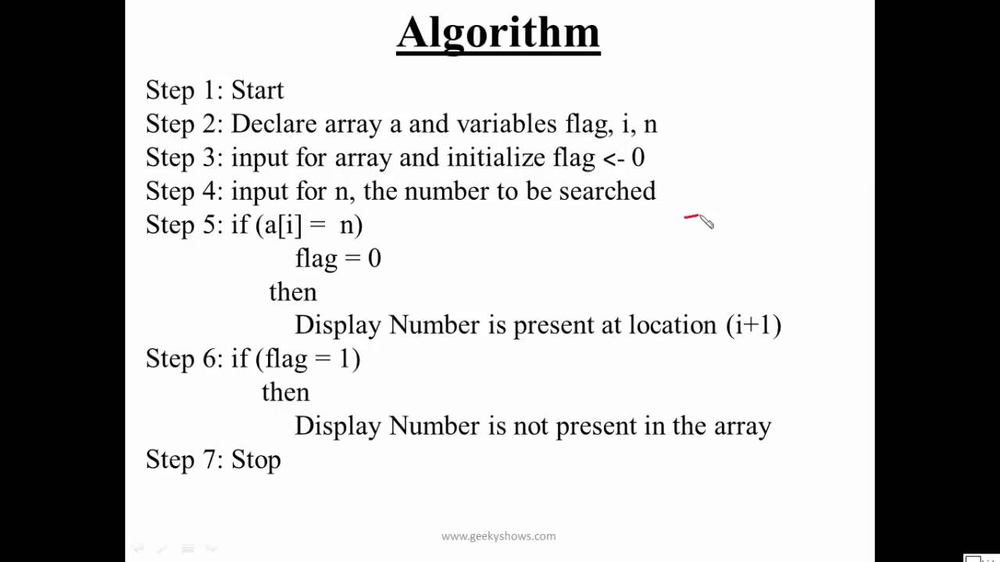 Algorithm
Step 1: Start
Step 2: Declare array a and variables flag, i, n
Step 3: input for array and initialize flag <- 0
Step 4: input for n, the number to be searched
Step 5: if (a[i] = n)
flag = 0
then
Display Number is present at location (i+1)
Step 6: if (flag = 1)
then
Display Number is not present in the array
Step 7: Stop
www.geekyshows.com